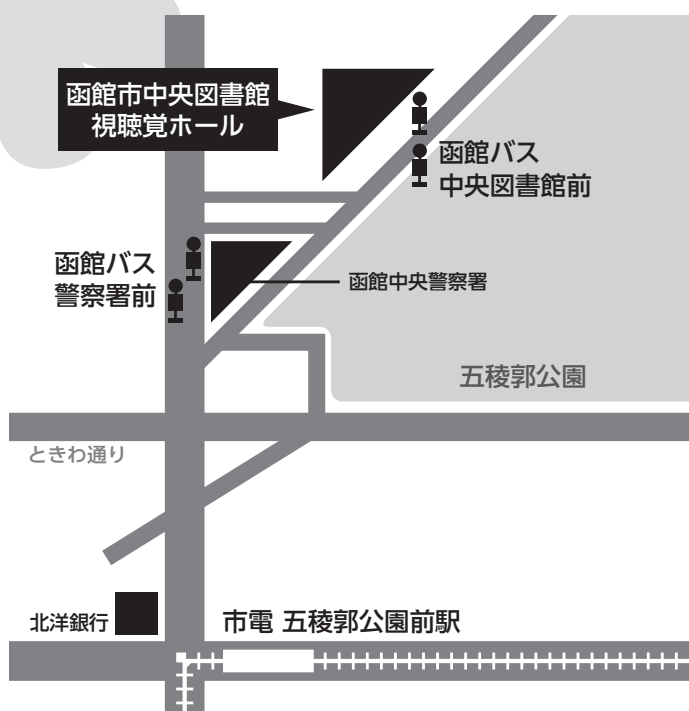 函館市中央図書館
視聴覚ホール
函館バス
中央図書館前
函館バス
警察署前
函館中央警察署
五稜郭公園
ときわ通り
北洋銀行
市電 五稜郭公園前駅